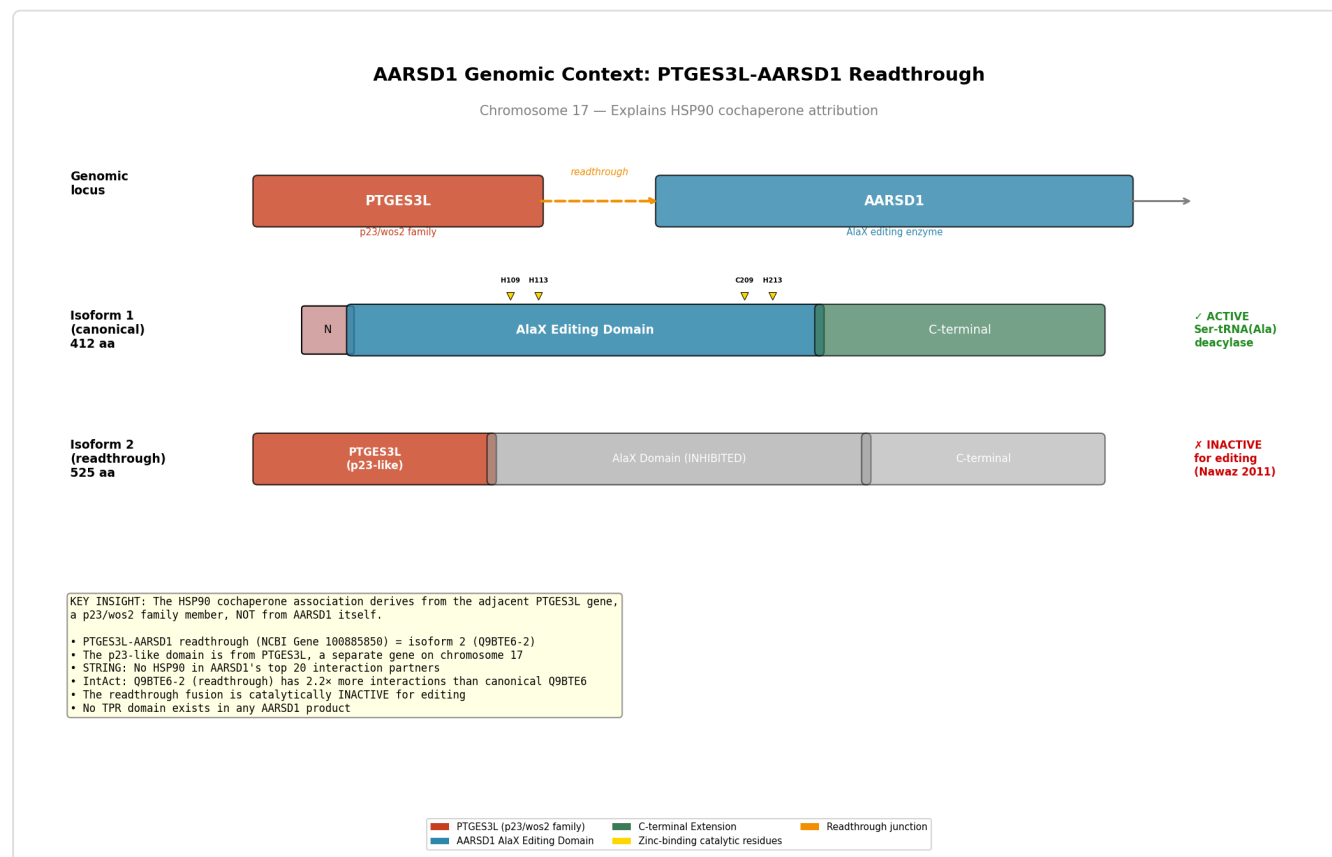 AARSD1 Genomic Context: PTGES3L-AARSD1 Readthrough
Chromosome 17 — Explains HSP90 cochaperone attribution
Genomic
locus
PTGES3L
readthrough
AARSD1
p23/wos2 family
AlaX editing enzyme
H109 H113 C209 H213
Isoform 1
(canonical)
412 aa
N
AlaX Editing Domain
C-terminal
✓ ACTIVE
Ser-tRNA(Ala)
deacylase
Isoform 2
(readthrough)
525 aa
PTGES3L
(p23-like)
AlaX Domain (INHIBITED)
C-terminal
✗ INACTIVE
for editing
(Nawaz 2011)
KEY INSIGHT: The HSP90 cochaperone association derives from the adjacent PTGES3L gene,
a p23/wos2 family member, NOT from AARSD1 itself.
• PTGES3L-AARSD1 readthrough (NCBI Gene 100885850) = isoform 2 (Q9BTE6-2)
• The p23-like domain is from PTGES3L, a separate gene on chromosome 17
• STRING: No HSP90 in AARSD1's top 20 interaction partners
• IntAct: Q9BTE6-2 (readthrough) has 2.2× more interactions than canonical Q9BTE6
• The readthrough fusion is catalytically INACTIVE for editing
• No TPR domain exists in any AARSD1 product
PTGES3L (p23/wos2 family)
AARSD1 AlaX Editing Domain
C-terminal Extension
Zinc-binding catalytic residues
Readthrough junction